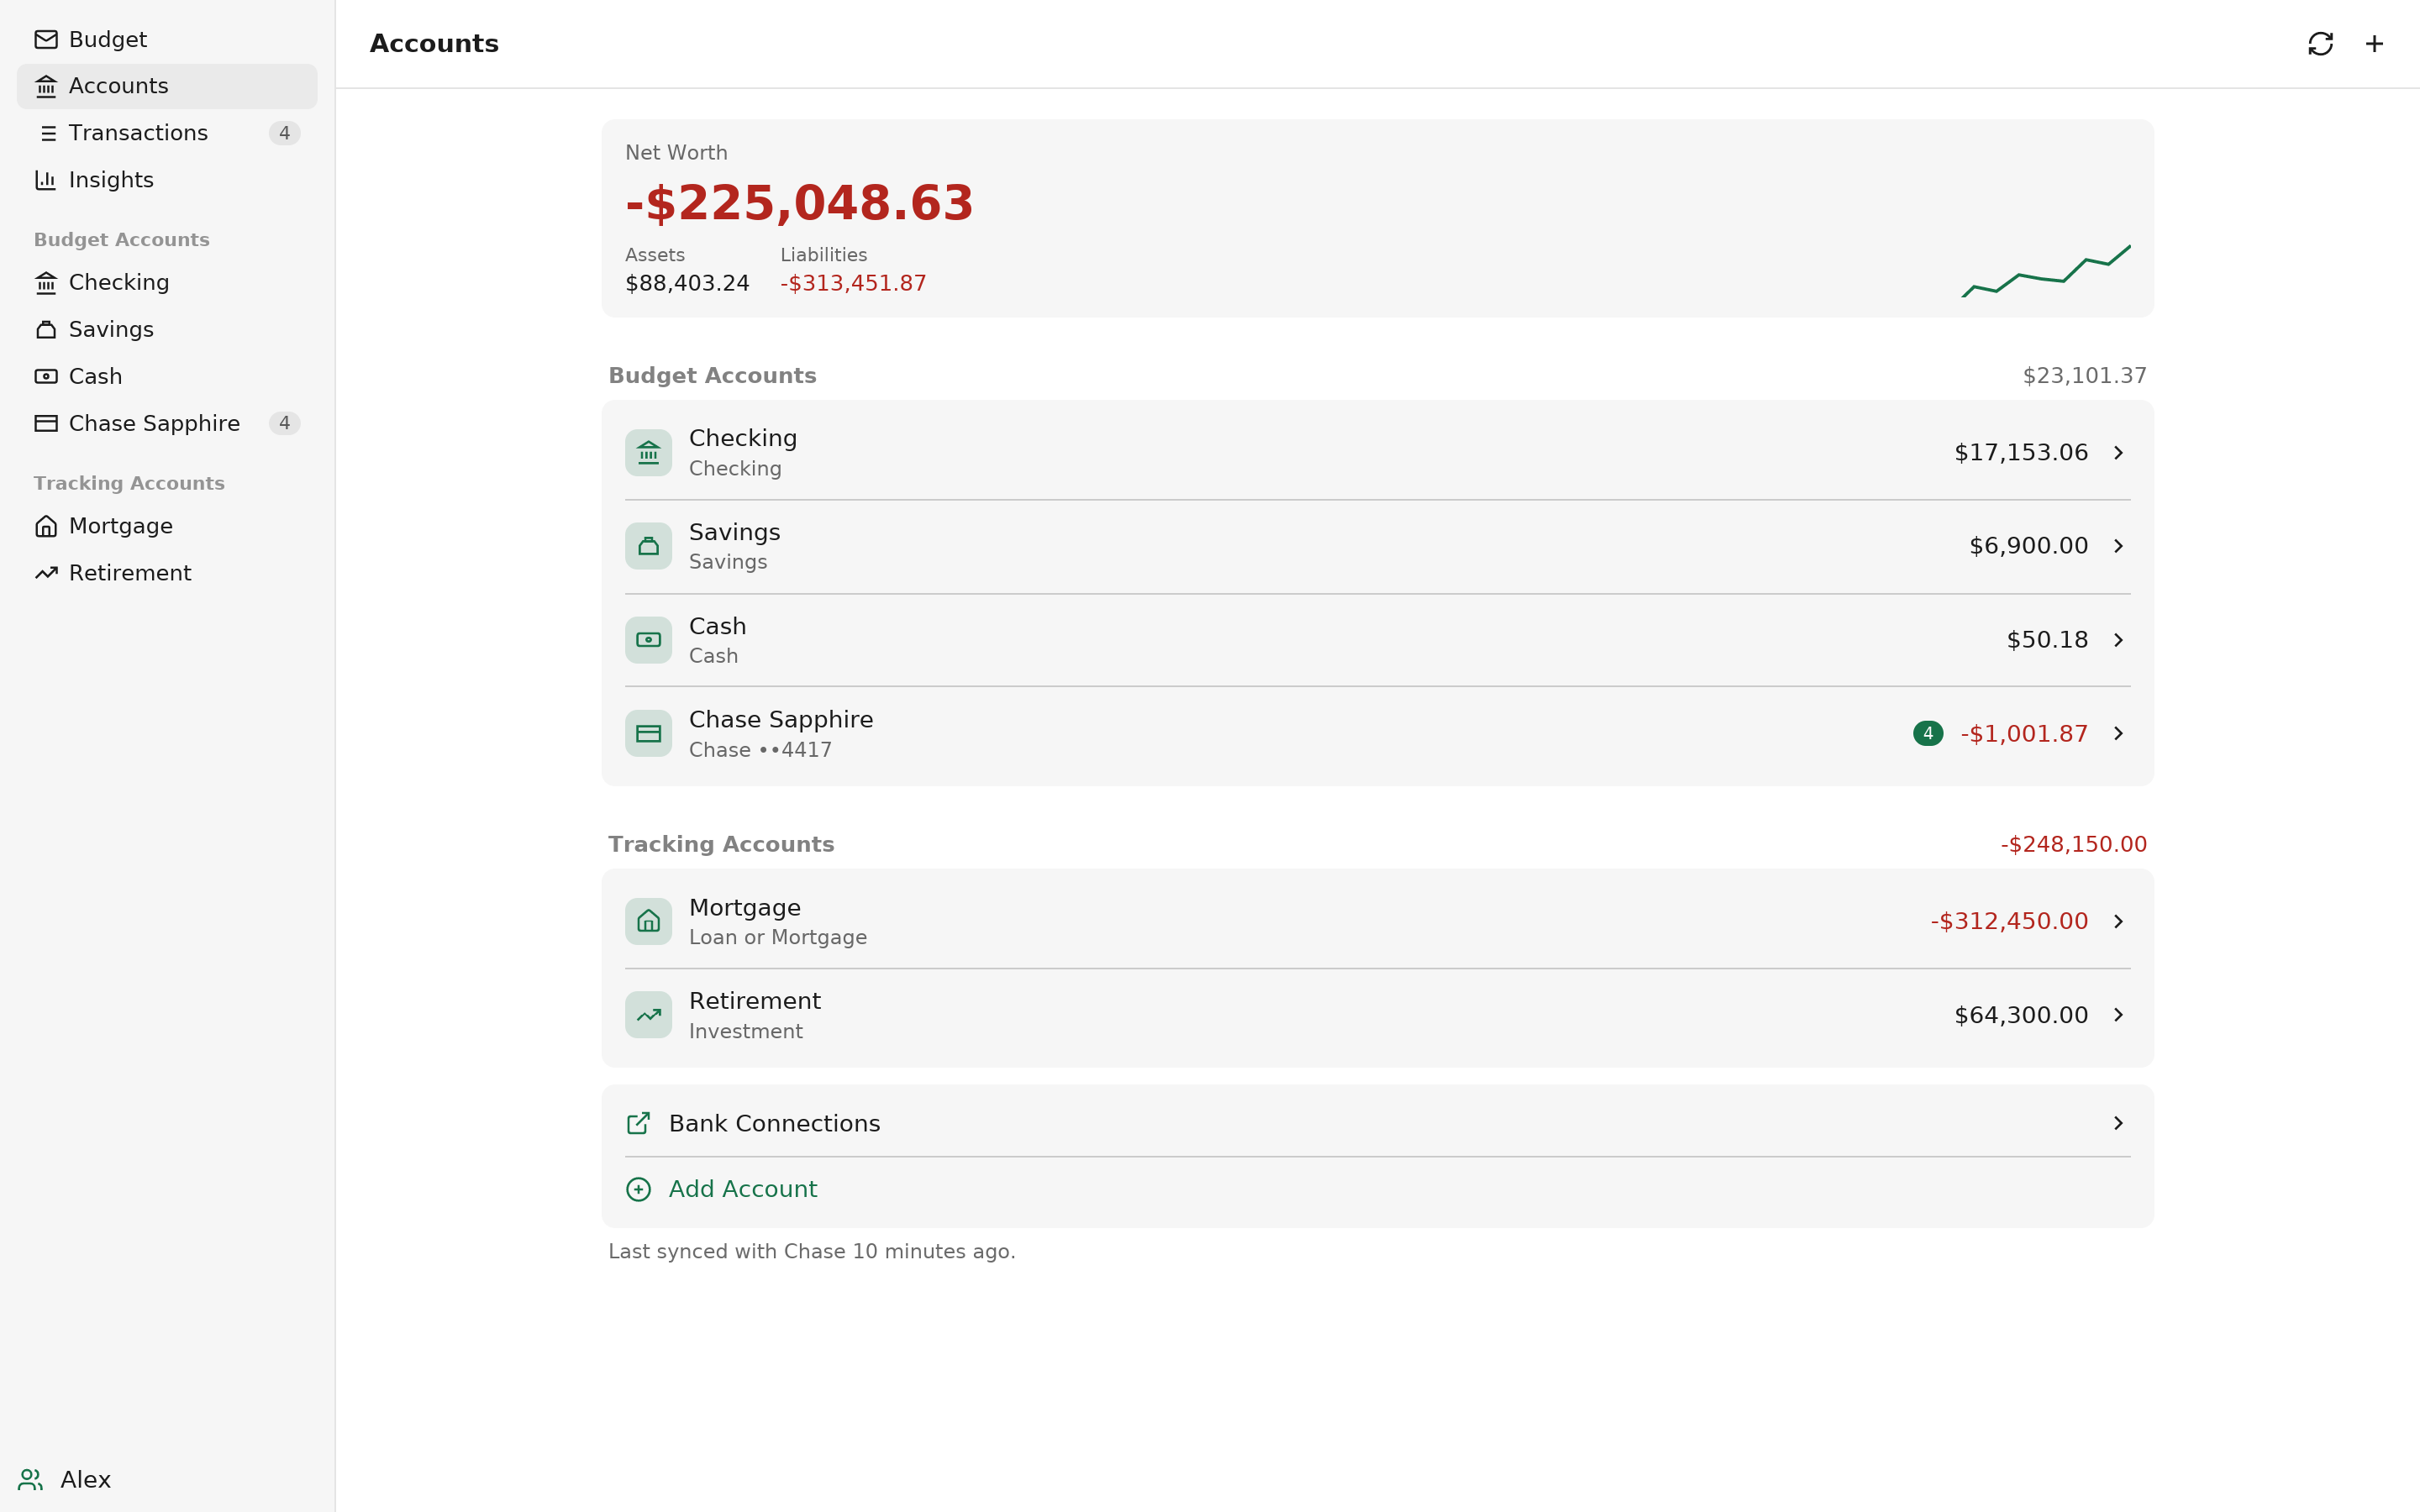 Budget
Accounts
Transactions 4
Insights
Budget Accounts
Checking
Savings
Cash
Chase Sapphire 4
Tracking Accounts
Mortgage
Retirement
Alex
Accounts
Net Worth
-$225,048.63
Assets Liabilities
$88,403.24 -$313,451.87
Budget Accounts $23,101.37
Checking
Checking
$17,153.06
Savings
Savings
$6,900.00
Cash
Cash
$50.18
Chase Sapphire
Chase ••4417
4 -$1,001.87
Tracking Accounts -$248,150.00
Mortgage
Loan or Mortgage
-$312,450.00
Retirement
Investment
$64,300.00
Bank Connections
Add Account
Last synced with Chase 10 minutes ago.